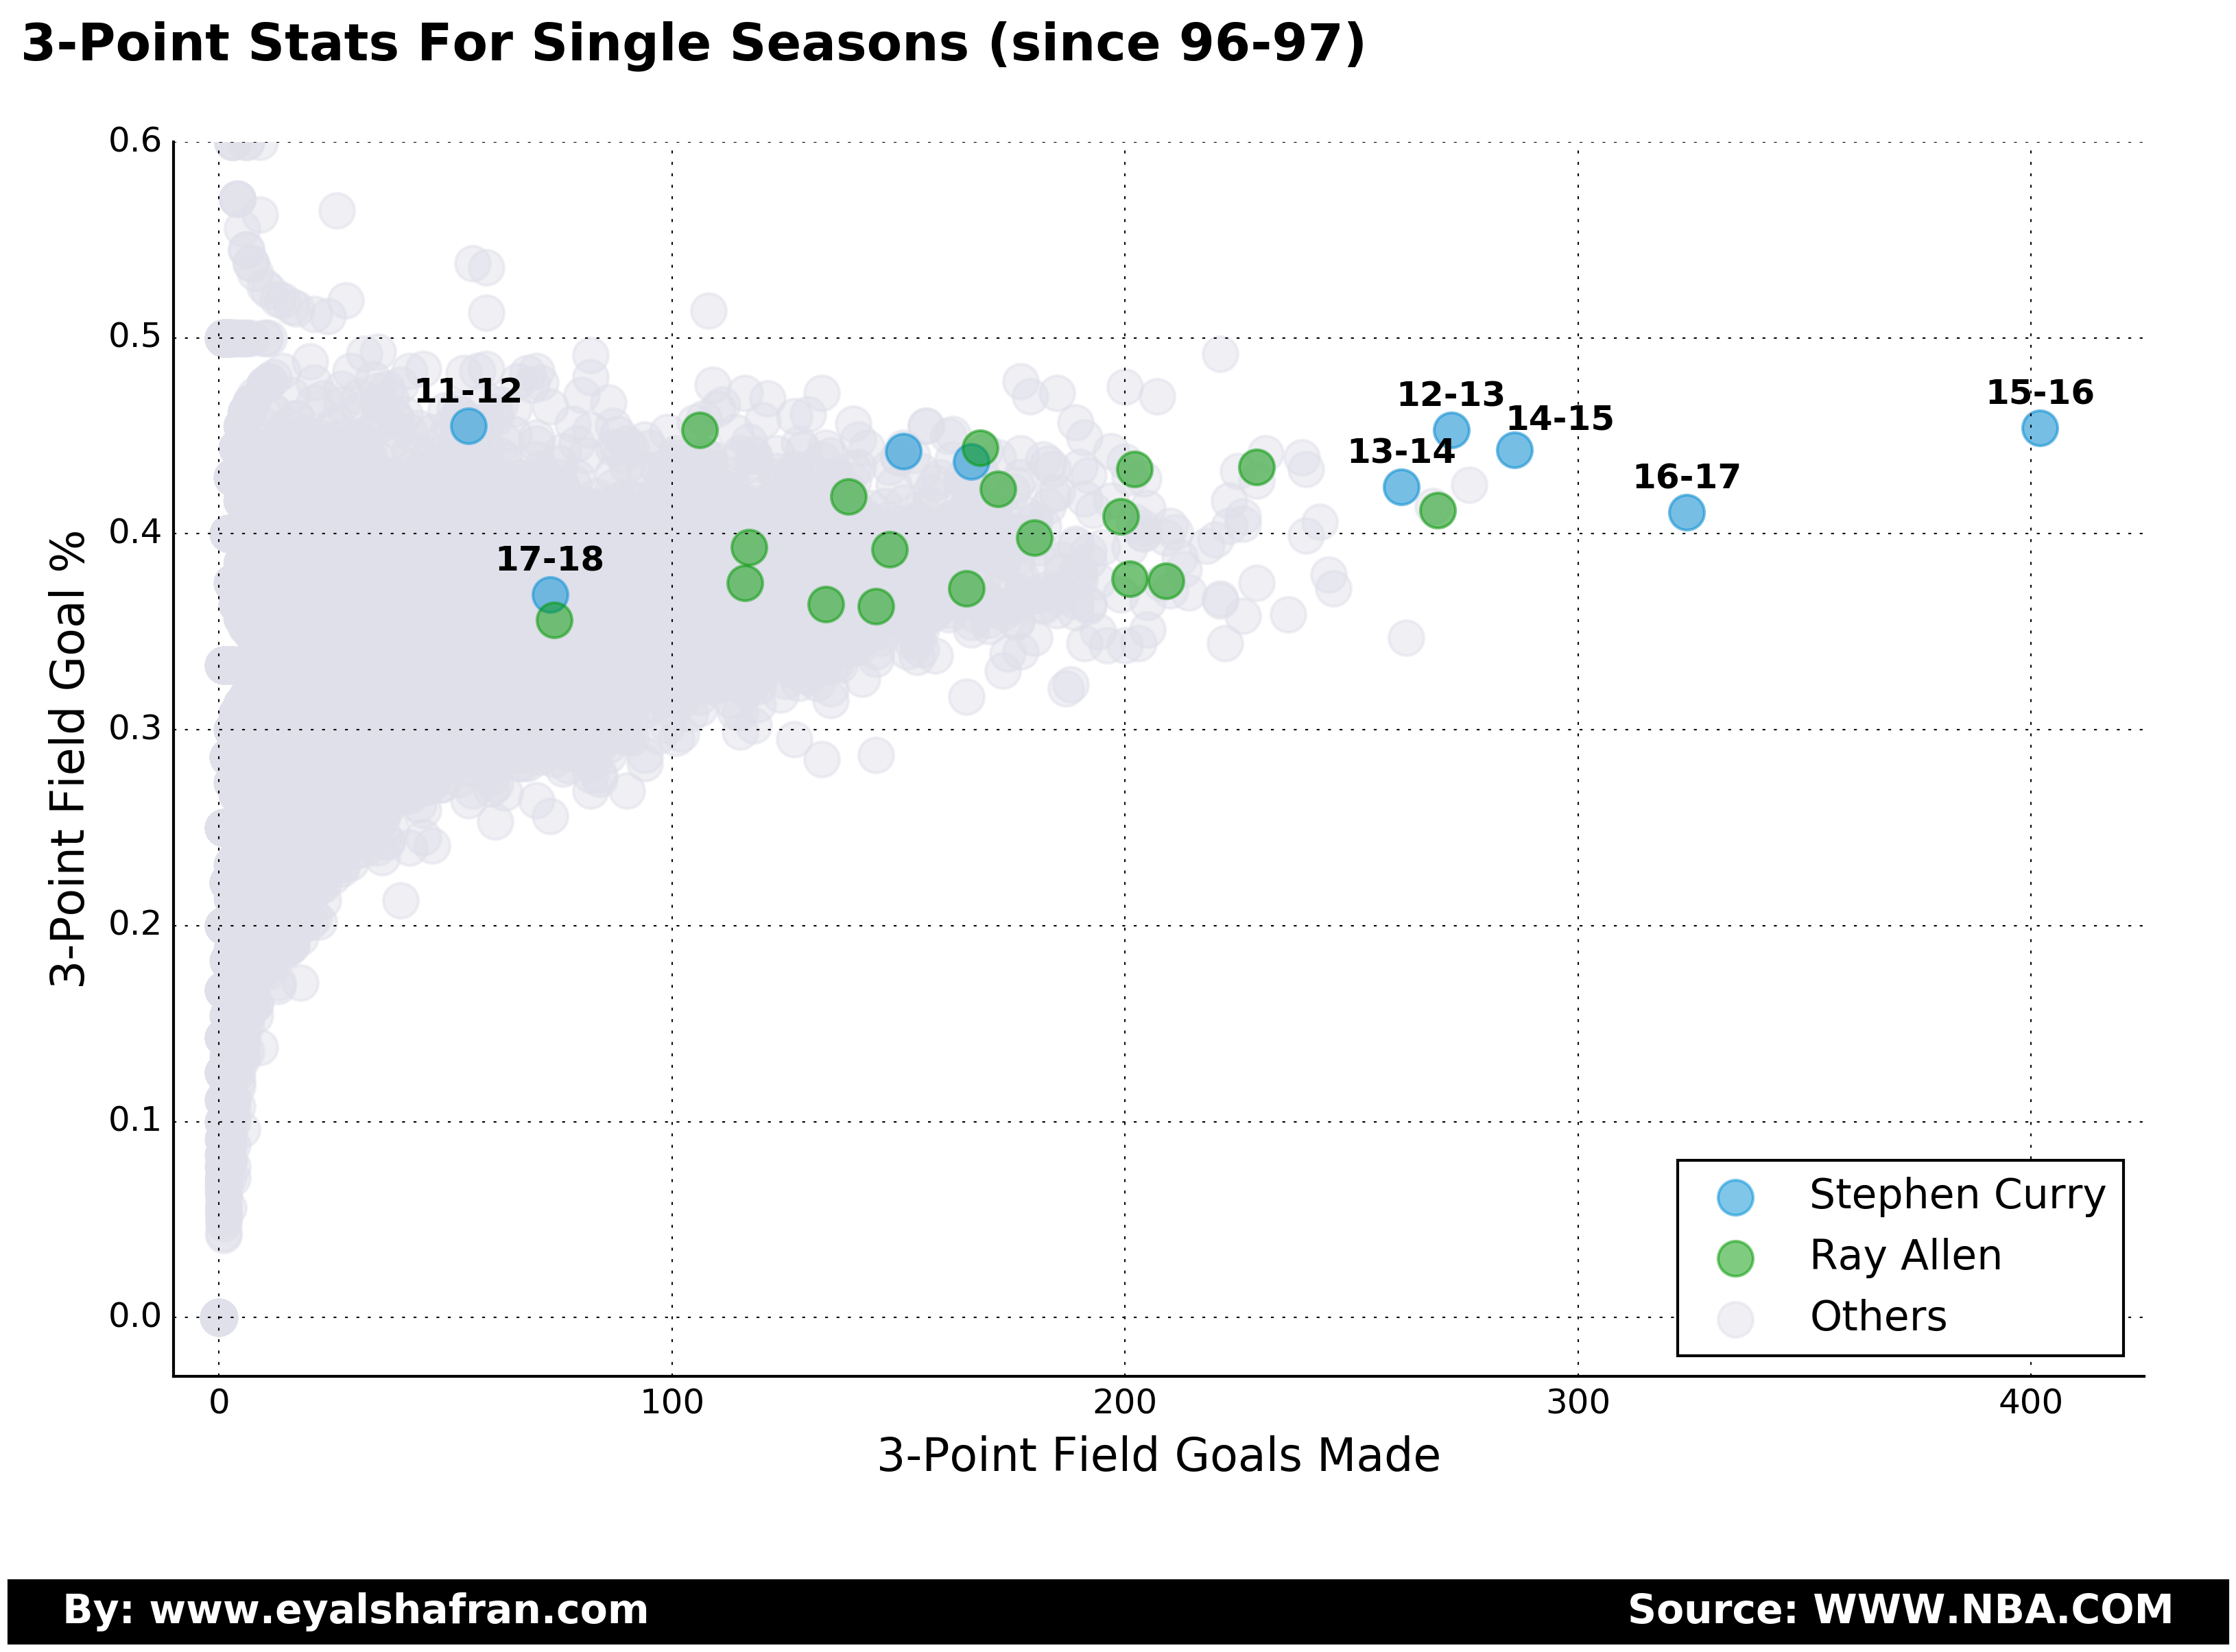 3-Point Stats For Single Seasons (since 96-97)
0.6
0.5
0.4
0.3
0.2
0.1
0.0
3-Point Field Goal %
11-12
17-18
12-13
14-15
13-14
15-16
16-17
Stephen Curry
Ray Allen
Others
0 100 200 300 400
3-Point Field Goals Made
By: www.eyalshafran.com Source: WWW.NBA.COM